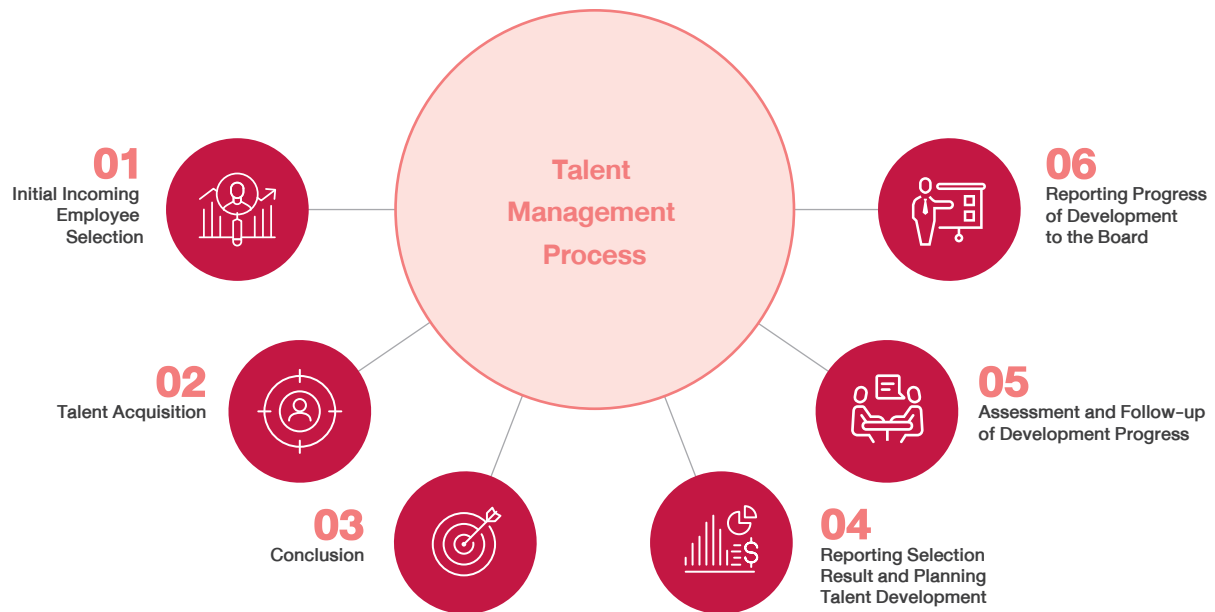 Talent
Management
Process
01
Initial Incoming
Employee
Selection
02
Talent Acquisition
03
Conclusion
04
Reporting Selection
Result and Planning
Talent Development
05
Assessment and Follow-up
of Development Progress
06
Reporting Progress
of Development
to the Board